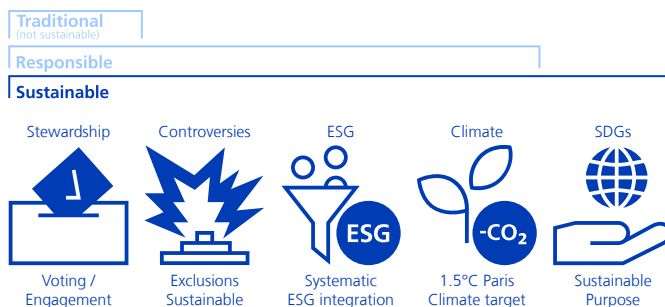 Traditional
(not sustainable)
Responsible
Sustainable
Stewardship
Controversies
ESG
Climate
SDGs
ESG
-CO₂
Voting /
Engagement
Exclusions
Sustainable
Systematic
ESG integration
1.5°C Paris
Climate target
Sustainable
Purpose